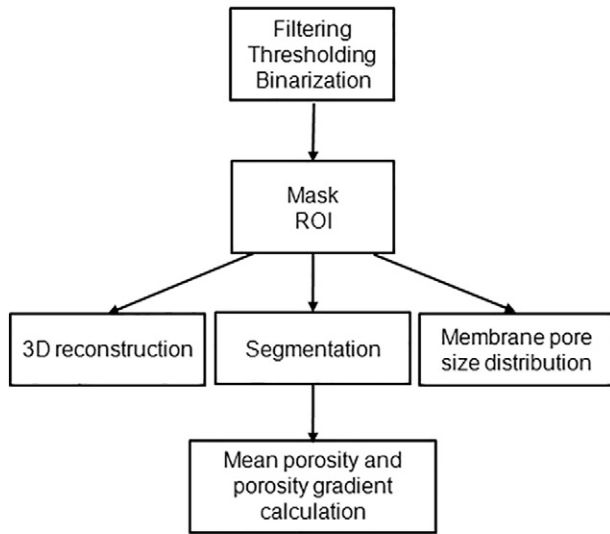 Filtering
Thresholding
Binarization
Mask
ROI
3D reconstruction
Segmentation
Membrane pore
size distribution
Mean porosity and
porosity gradient
calculation